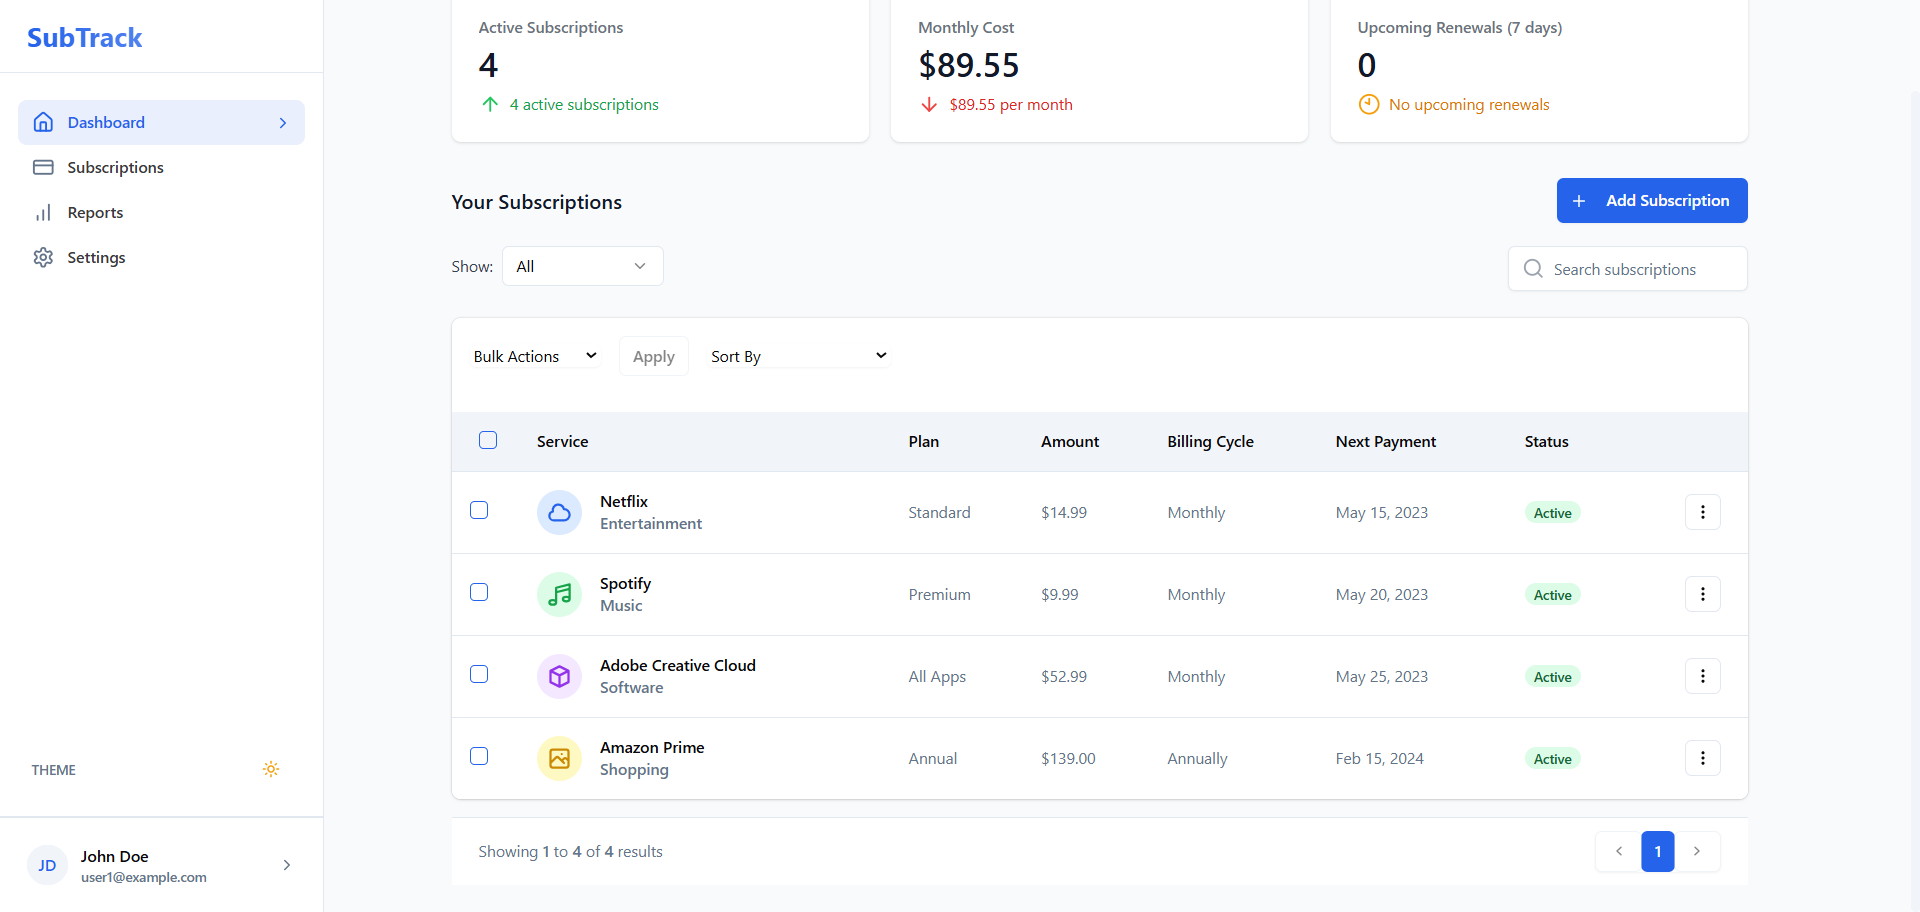 SubTrack
Dashboard
Subscriptions
Reports
Settings
THEME
JD
John Doe
user1@example.com
Active Subscriptions
4
4 active subscriptions
Monthly Cost
$89.55
$89.55 per month
Upcoming Renewals (7 days)
0
No upcoming renewals
Your Subscriptions
+ Add Subscription
Show: All
Search subscriptions
Bulk Actions Apply Sort By
Service Plan Amount Billing Cycle Next Payment Status
Netflix
Entertainment
Standard $14.99 Monthly May 15, 2023 Active
Spotify
Music
Premium $9.99 Monthly May 20, 2023 Active
Adobe Creative Cloud
Software
All Apps $52.99 Monthly May 25, 2023 Active
Amazon Prime
Shopping
Annual $139.00 Annually Feb 15, 2024 Active
Showing 1 to 4 of 4 results
1